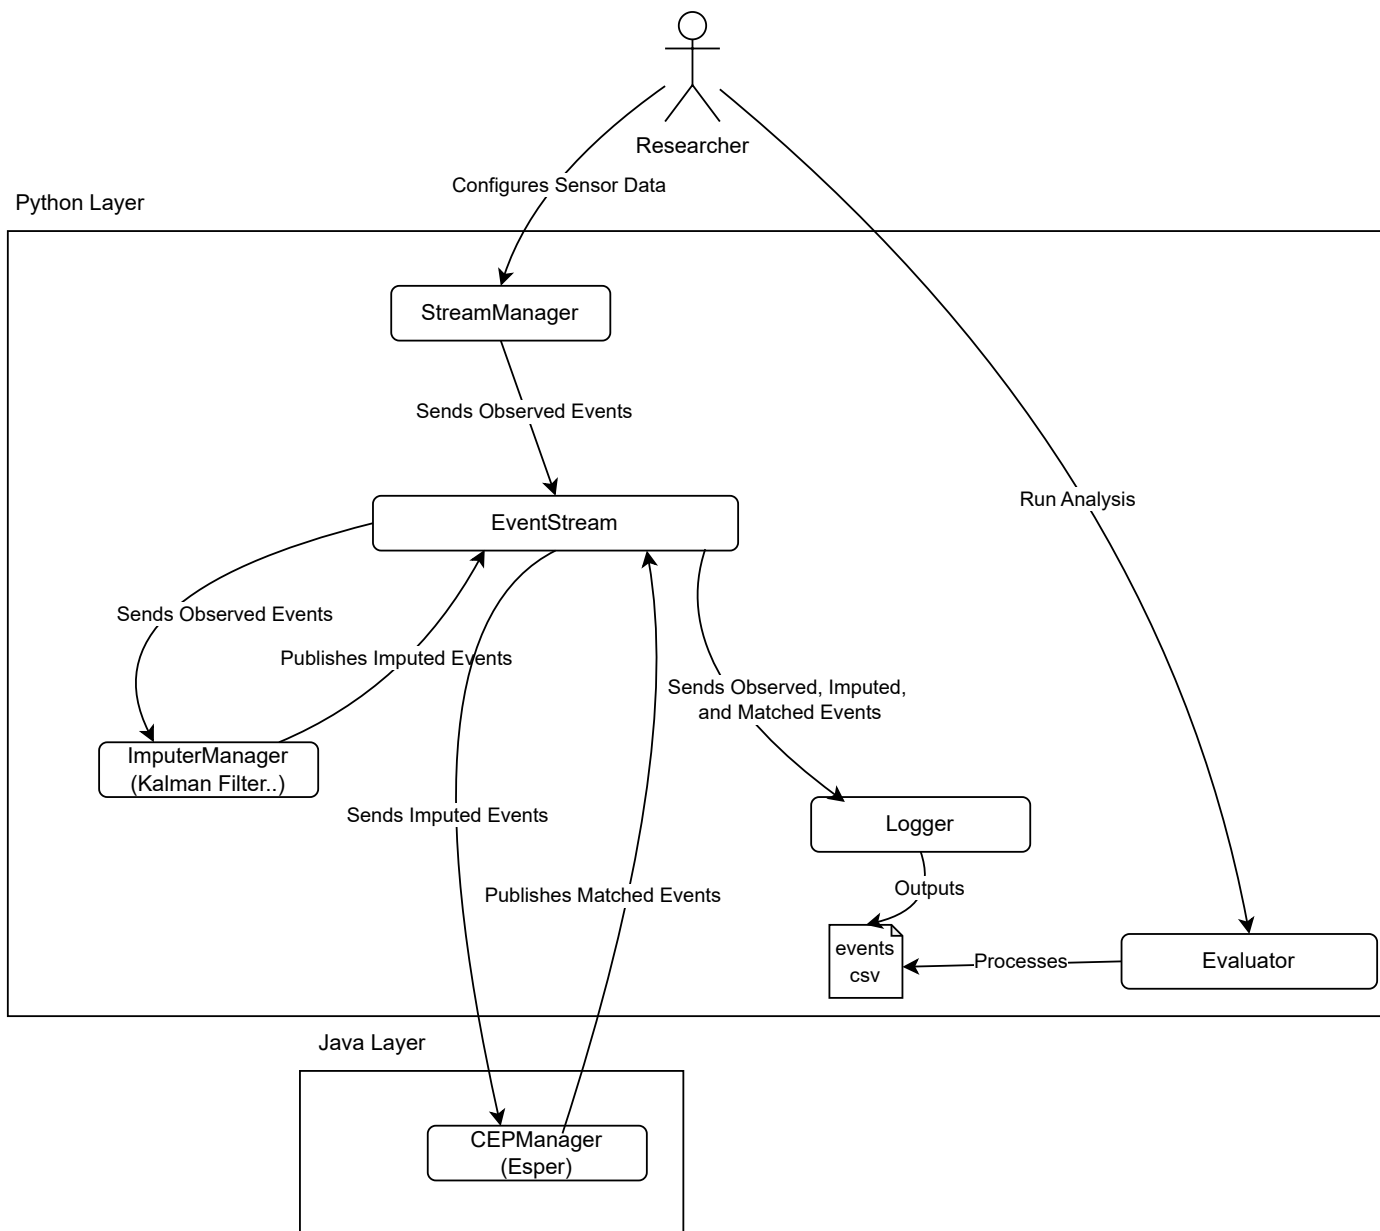 Researcher
Configures Sensor Data
Python Layer
StreamManager
Sends Observed Events
Run Analysis
EventStream
Sends Observed Events
Publishes Imputed Events
Sends Observed, Imputed,
and Matched Events
ImputerManager
(Kalman Filter..)
Sends Imputed Events
Logger
Publishes Matched Events
Outputs
events
csv
Processes
Evaluator
Java Layer
CEPManager
(Esper)